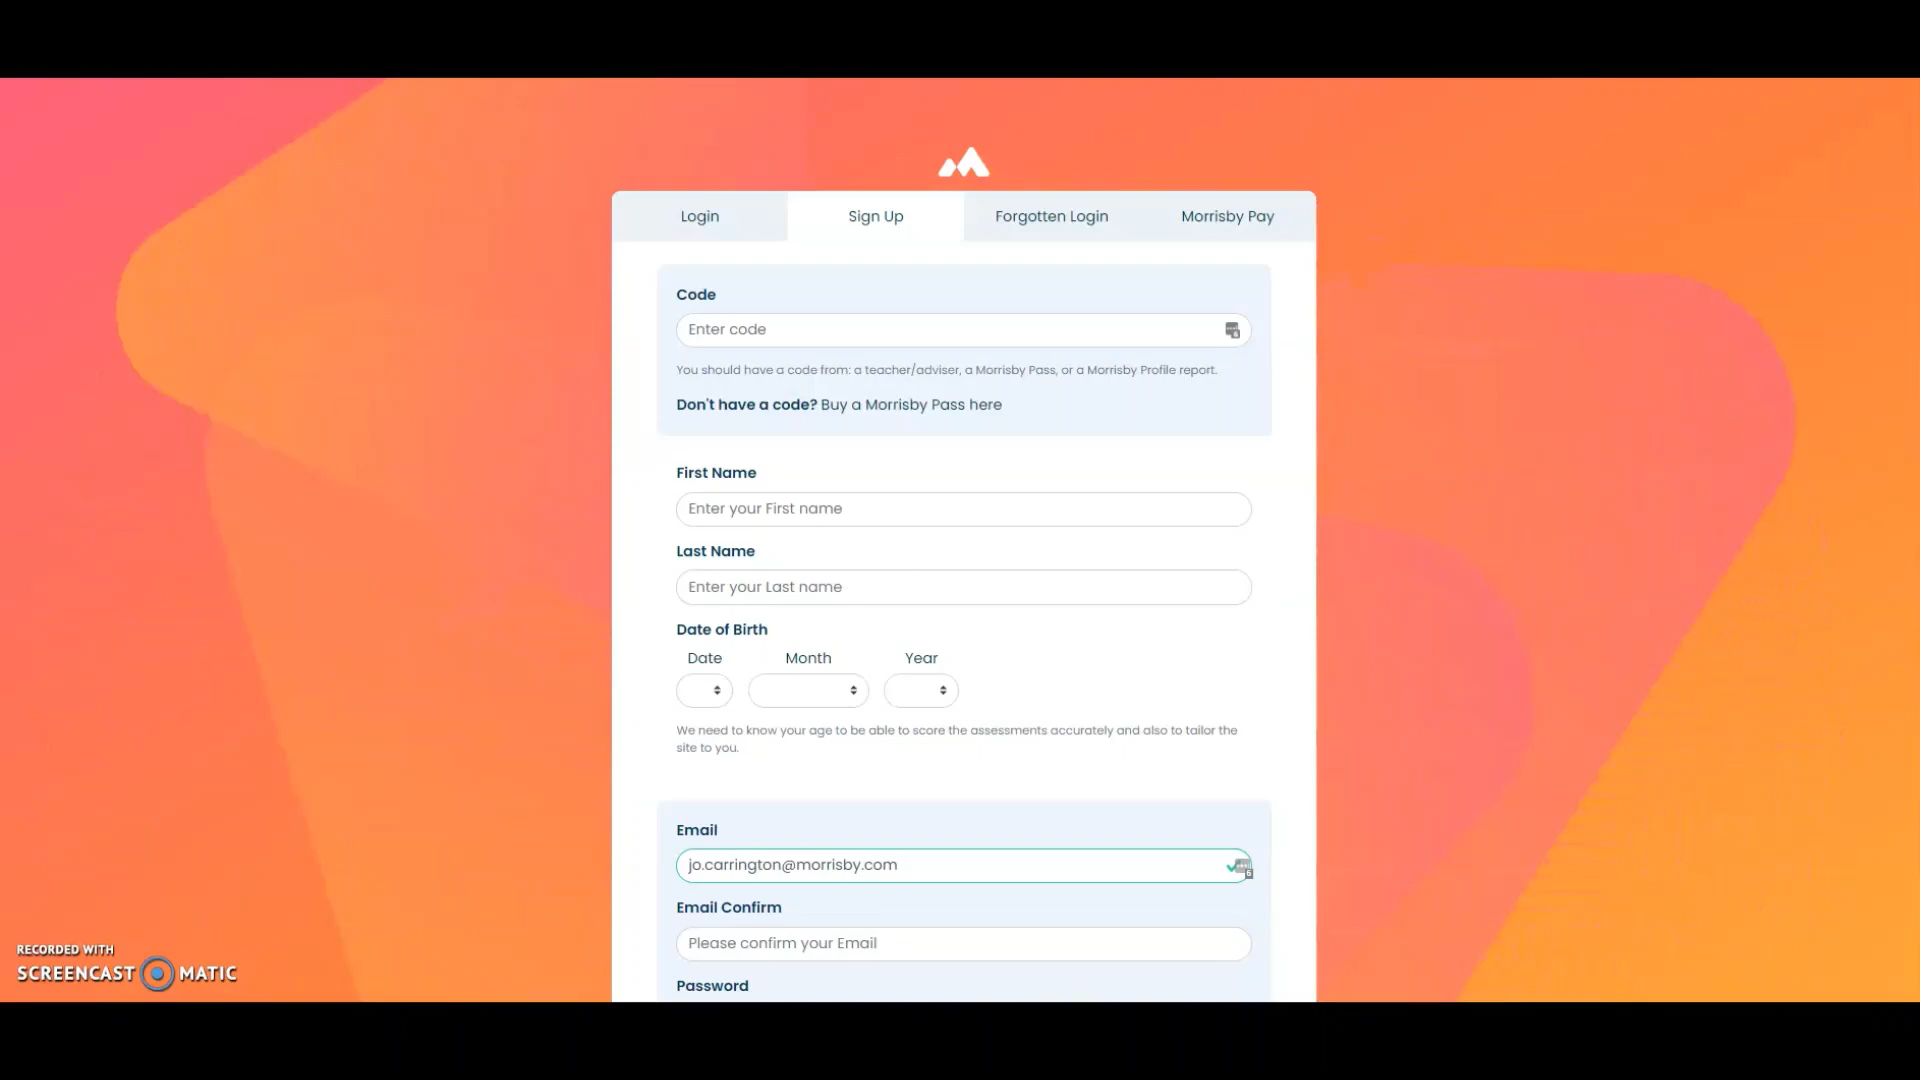 Login
Sign Up
Forgotten Login
Morrisby Pay
Code
Enter code
You should have a code from: a teacher/adviser, a Morrisby Pass, or a Morrisby Profile report.
Don't have a code? Buy a Morrisby Pass here
First Name
Enter your First name
Last Name
Enter your Last name
Date of Birth
Date Month Year
We need to know your age to be able to score the assessments accurately and also to tailor the
site to you.
Email
jo.carrington@morrisby.com
6
Email Confirm
Please confirm your Email
Password
RECORDED WITH
SCREENCAST MATIC